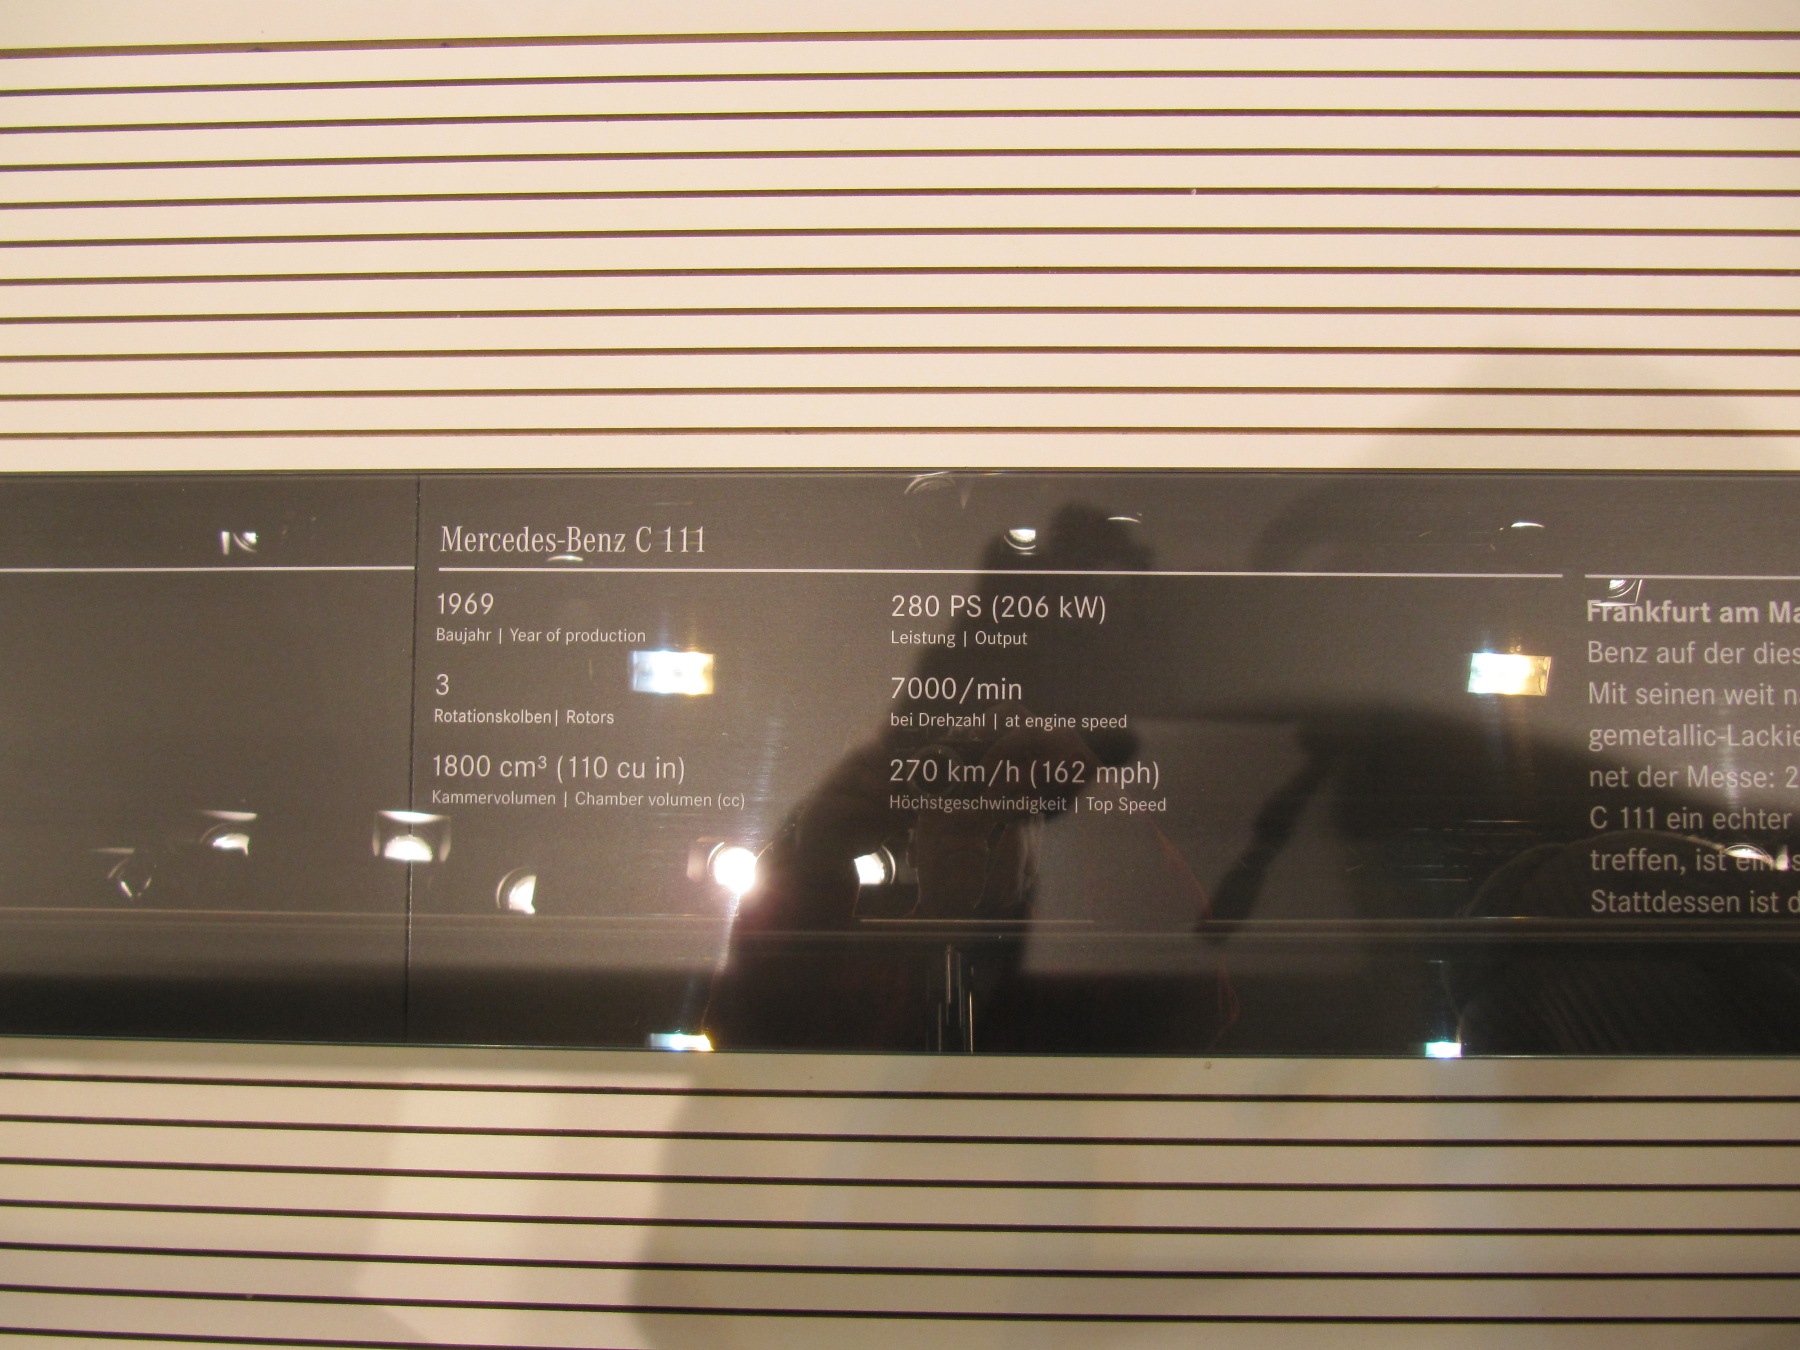 Mercedes-Benz C 111
1969
Baujahr | Year of production
3
Rotationskolben| Rotors
1800 cm³ (110 cu in)
Kammervolumen | Chamber volumen (cc)
280 PS (206 kW)
Leistung | Output
7000/min
bei Drehzahl | at engine speed
270 km/h (162 mph)
Höchstgeschwindigkeit | Top Speed
Frankfurt am
Benz auf der
Mit seinen weit
gemetallic-Lackie
net der Messe: 2
C 111 ein echter
treffen, ist
Stattdessen ist